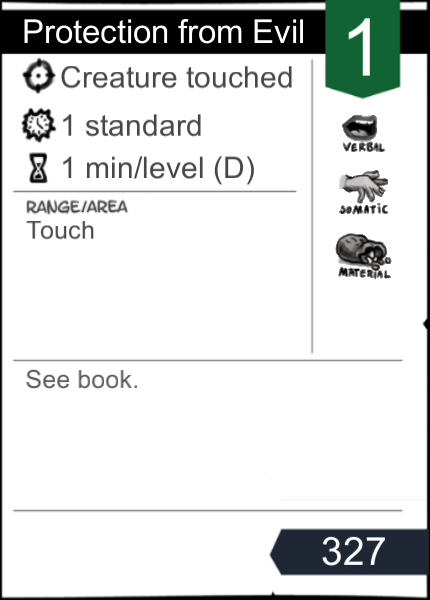 Protection from Evil
1
Creature touched
1 standard
1 min/level (D)
VERBAL
SOMATIC
MATERIAL
RANGE/AREA
Touch
See book.
327